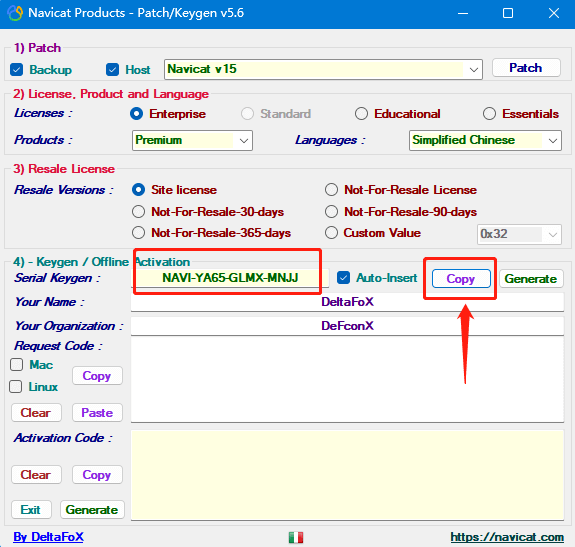 Navicat Products - Patch/Keygen v5.6
1) Patch
Backup Host Navicat v15 Patch
2) License, Product and Language
Licenses : Enterprise Standard Educational Essentials
Products : Premium Languages : Simplified Chinese
3) Resale License
Resale Versions : Site license Not-For-Resale License
Not-For-Resale-30-days Not-For-Resale-90-days
Not-For-Resale-365-days Custom Value 0x32
4) - Keygen / Offline Activation
Serial Keygen : NAVI-YA65-GLMX-MNJJ Auto-Insert Copy Generate
Your Name : DeltaFoX
Your Organization : DeFconX
Request Code :
Mac
Linux
Copy
Clear Paste
Activation Code :
Clear Copy
Exit Generate
By DeltaFoX https://navicat.com